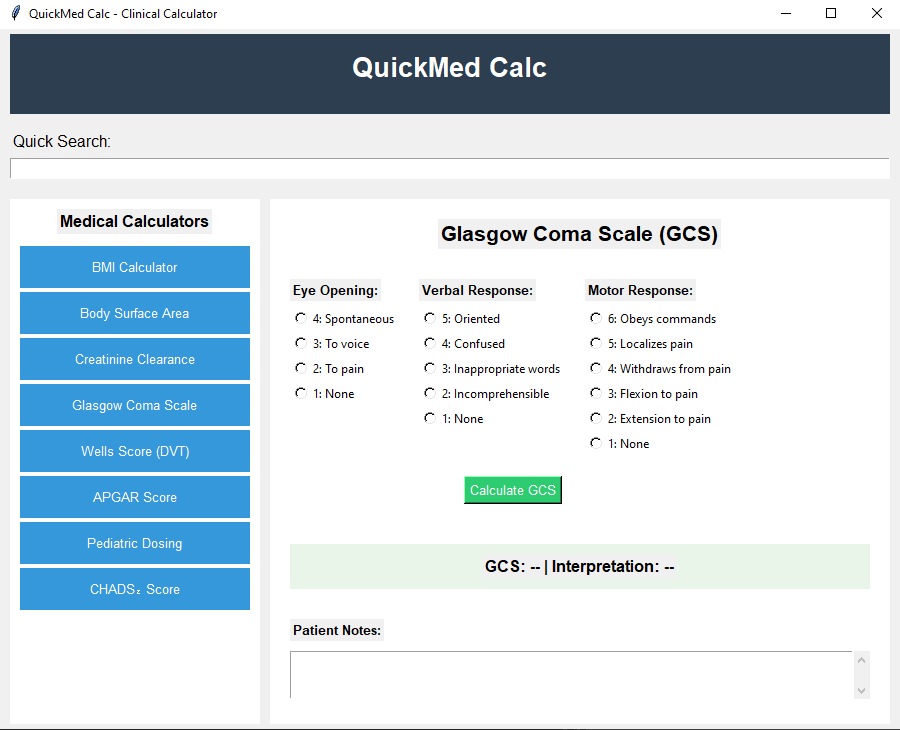 QuickMed Calc - Clinical Calculator
QuickMed Calc
Quick Search:
Medical Calculators
BMI Calculator
Body Surface Area
Creatinine Clearance
Glasgow Coma Scale
Wells Score (DVT)
APGAR Score
Pediatric Dosing
CHADS₂ Score
Glasgow Coma Scale (GCS)
Eye Opening:
4: Spontaneous
3: To voice
2: To pain
1: None
Verbal Response:
5: Oriented
4: Confused
3: Inappropriate words
2: Incomprehensible
1: None
Motor Response:
6: Obeys commands
5: Localizes pain
4: Withdraws from pain
3: Flexion to pain
2: Extension to pain
1: None
Calculate GCS
GCS: -- | Interpretation: --
Patient Notes: